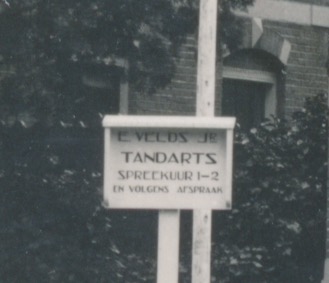 E. VELDS JR
TANDARTS
SPREEKUUR 1-2
EN VOLGENS AFSPRAAK